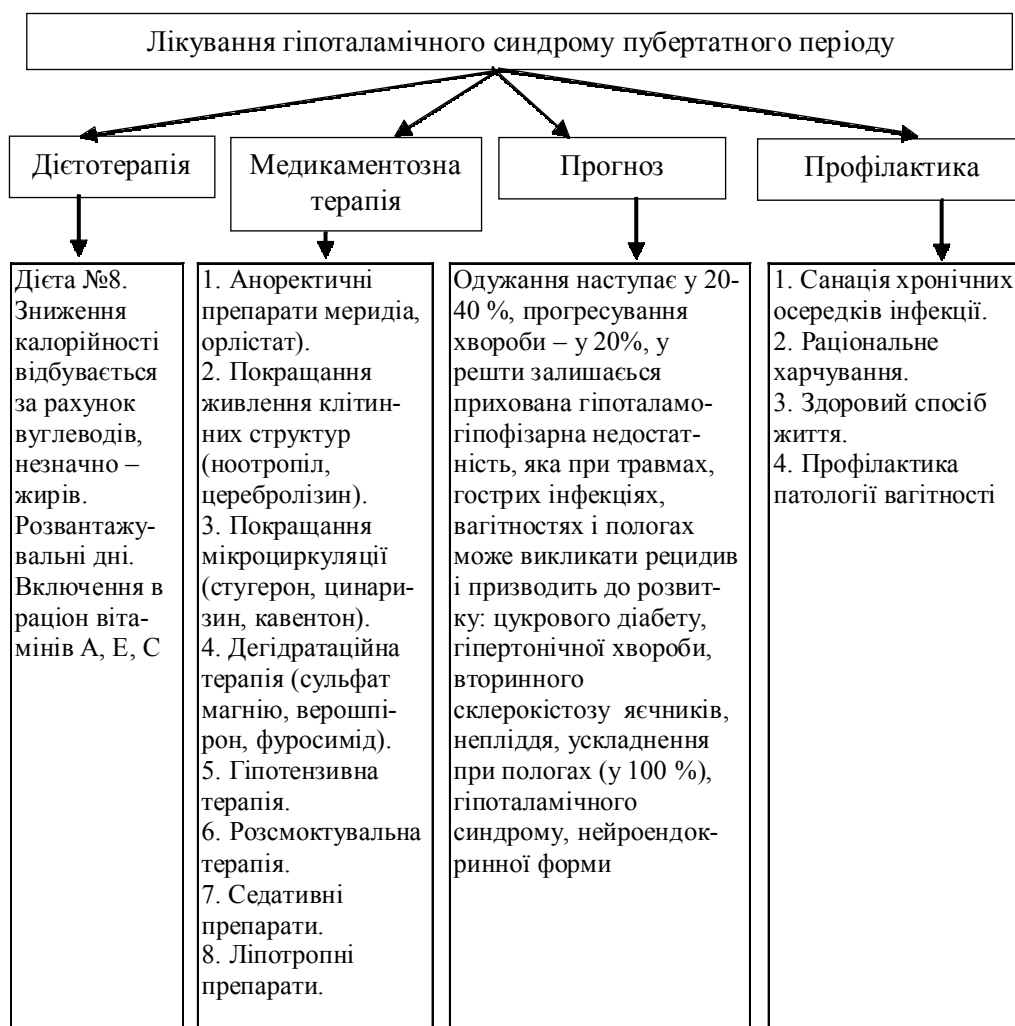 Лікування гіпоталамічного синдрому пубертатного періоду
Дієтотерапія
Медикаментозна
терапія
Прогноз
Профілактика
Дієта №8.
Зниження
калорійності
відбувається
за рахунок
вуглеводів,
незначно –
жирів.
Розвантажу-
вальні дні.
Включення в
раціон віта-
мінів А, Е, С
1. Аноректичні
препарати меридіа,
орлістат).
2. Покращання
живлення клітин-
них структур
(ноотропіл,
церебролізин).
3. Покращання
мікроциркуляції
(стугерон, цинари-
зин, кавентон).
4. Дегідратаційна
терапія (сульфат
магнію, верошпі-
рон, фуросимід).
5. Гіпотензивна
терапія.
6. Розсмоктувальна
терапія.
7. Седативні
препарати.
8. Ліпотропні
препарати.
Одужання наступає у 20-
40 %, прогресування
хвороби – у 20%, у
решти залишається
прихована гіпоталамо-
гіпофізарна недостат-
ність, яка при травмах,
гострих інфекціях,
вагітностях і пологах
може викликати рецидив
і призводить до розвит-
ку: цукрового діабету,
гіпертонічної хвороби,
вторинного
склерокістозу яєчників,
непліддя, ускладнення
при пологах (у 100 %),
гіпоталамічного
синдрому, нейроендок-
ринної форми
1. Санація хронічних
осередків інфекції.
2. Раціональне
харчування.
3. Здоровий спосіб
життя.
4. Профілактика
патології вагітності